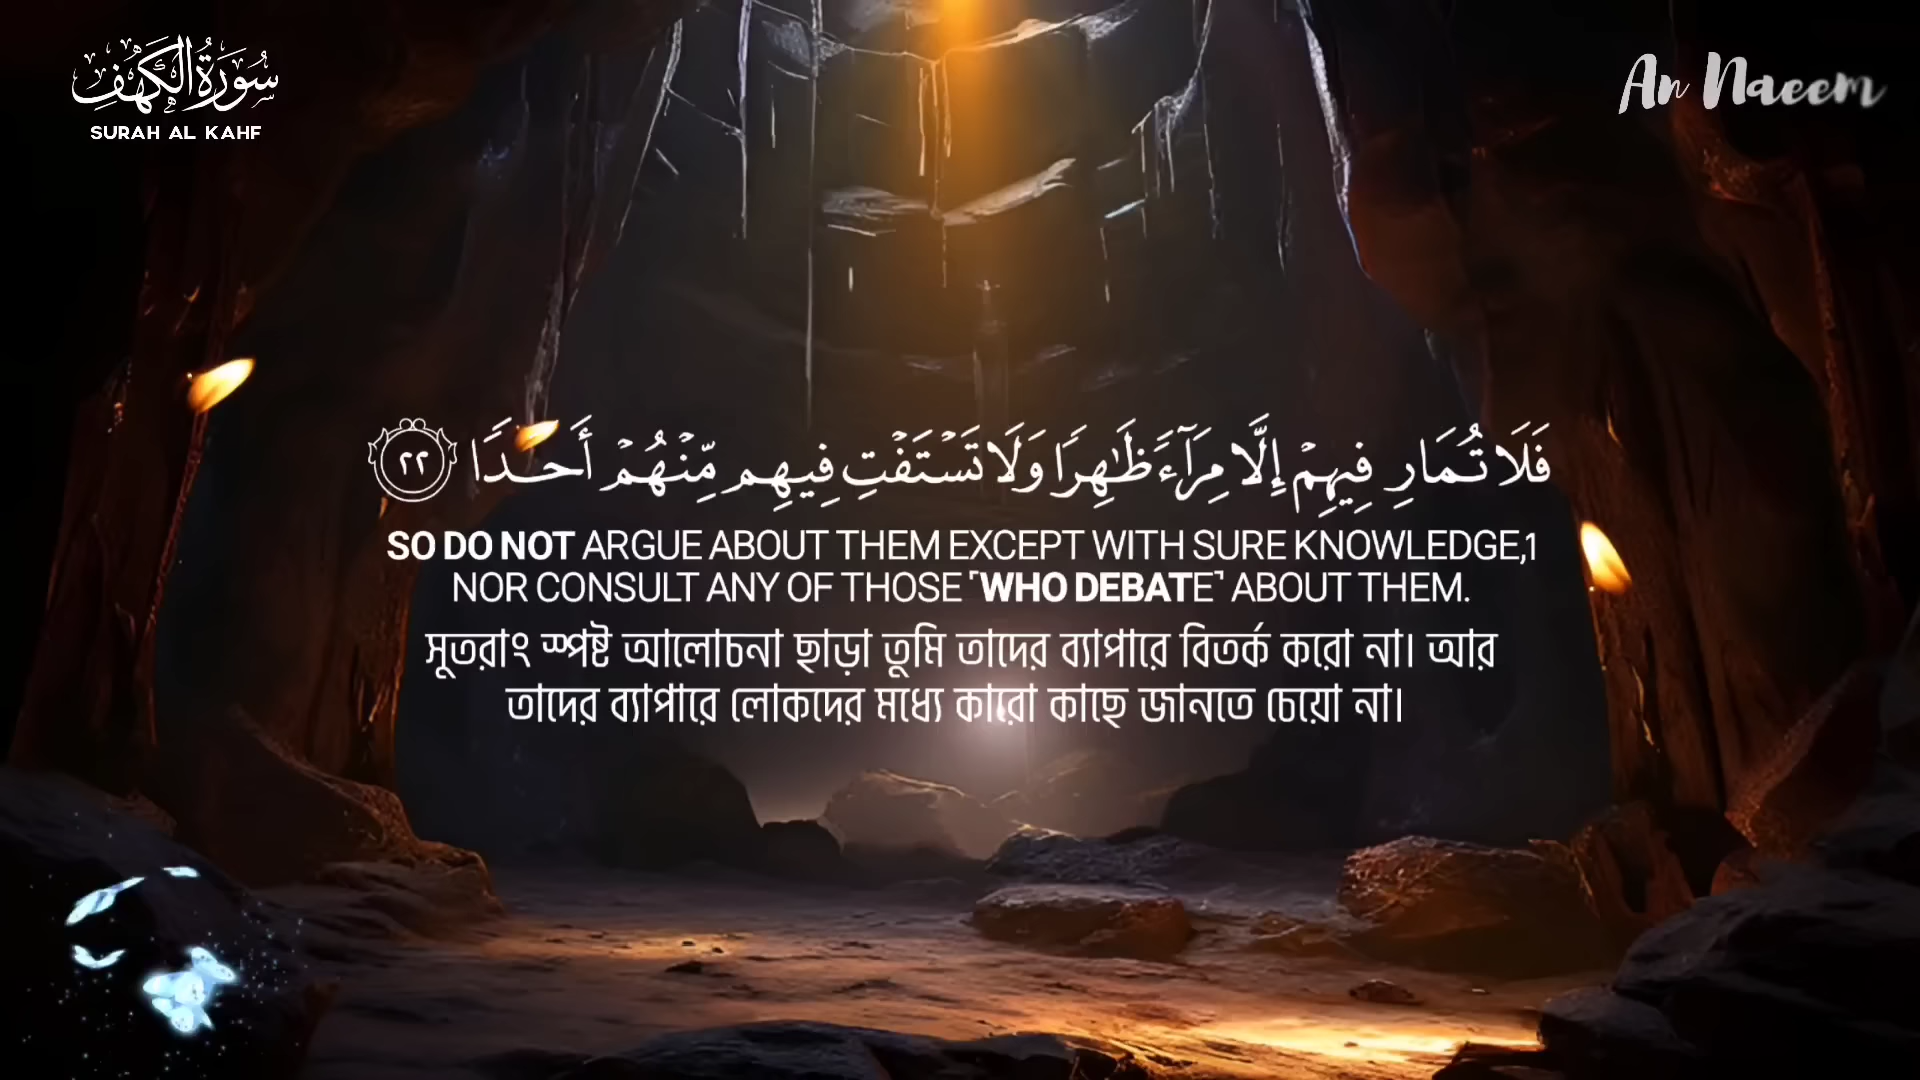 سُورَةُ الكَهْفِ
SURAH AL KAHF
An Naeem
فَلَا تُمَارِ فِيهِمْ إِلَّا مِرَآءً ظَٰهِرًا وَلَا تَسْتَفْتِ فِيهِم مِّنْهُمْ أَحَدًا ٢٢
SO DO NOT ARGUE ABOUT THEM EXCEPT WITH SURE KNOWLEDGE,1
NOR CONSULT ANY OF THOSE ˹WHO DEBATE˺ ABOUT THEM.
সুতরাং স্পষ্ট আলোচনা ছাড়া তুমি তাদের ব্যাপারে বিতর্ক করো না। আর
তাদের ব্যাপারে লোকদের মধ্যে কারো কাছে জানতে চেয়ো না।